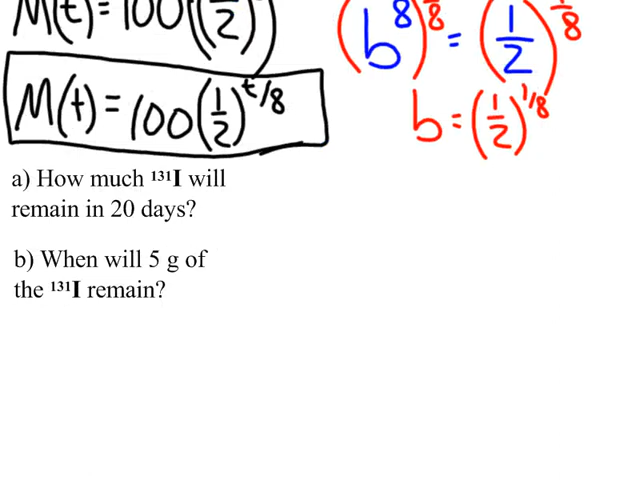 M(t) = 100((1/2)
(b^8)^1/8 = (1/2)^1/8
M(t) = 100(1/2)^t/8
b = (1/2)^1/8
a) How much ¹³¹I will
remain in 20 days?
b) When will 5 g of
the ¹³¹I remain?